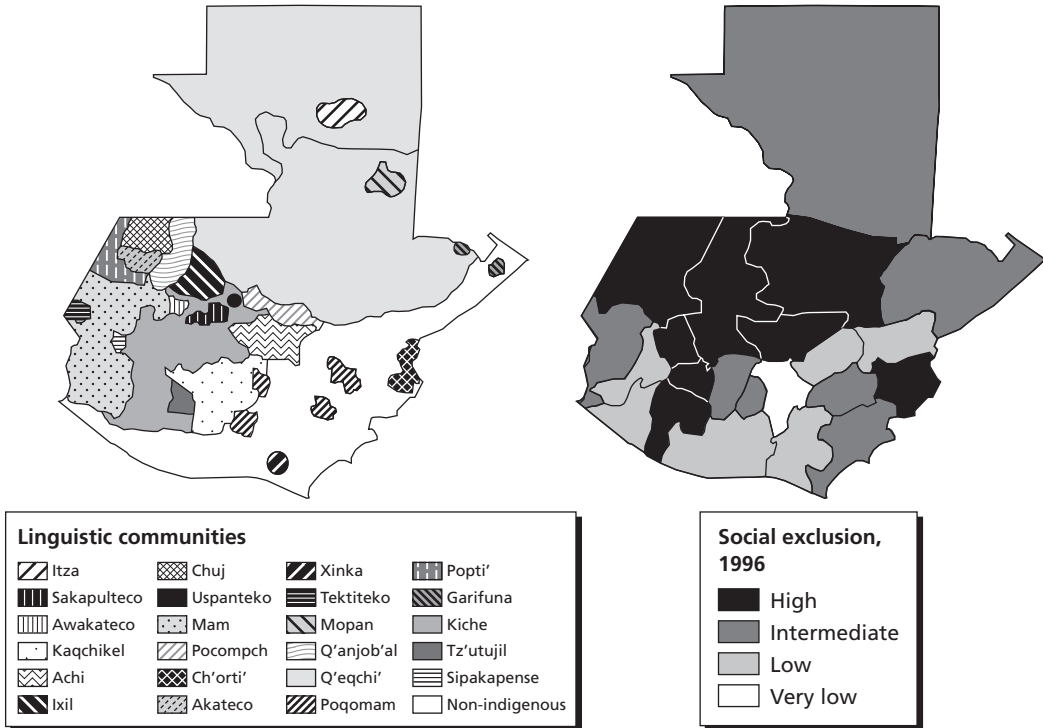 Linguistic communities
Itza
Chuj
Xinka
Popti’
Sakapulteco
Uspanteko
Tektiteko
Garifuna
Awakateco
Mam
Mopan
Kiche
Kaqchikel
Pocompch
Q’anjob’al
Tz’utujil
Achi
Ch’orti’
Q’eqchi’
Sipakapense
Ixil
Akateco
Poqomam
Non-indigenous
Social exclusion,
1996
High
Intermediate
Low
Very low